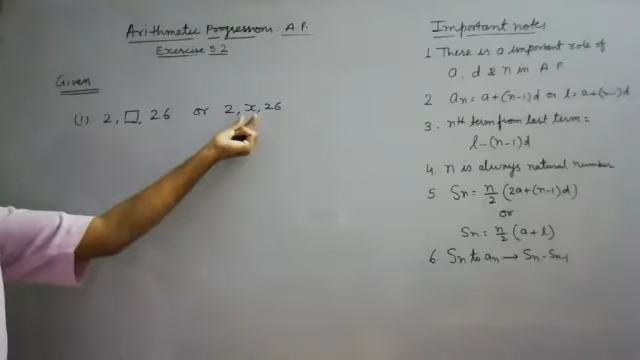 Arithmatic Progressions: A.P.
Exercise 5.2
Given
(1) 2, □, 26 or 2, x, 26
Important notes
1 There is a important role of
a, d & n in A P
2 an = a+(n-1)d or l = a+(n-1)d
3. nth term from last term =
l-(n-1)d
4. n is always natural number
5 Sn = n/2 (2a+(n-1)d)
or
Sn = n/2 (a+l)
6 Sn to an → Sn - Sn-1